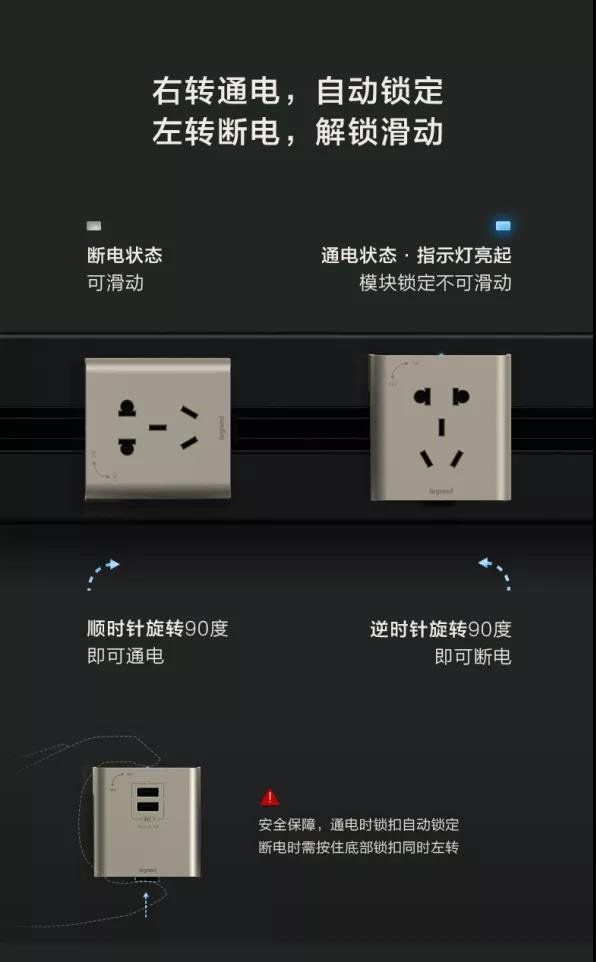 右转通电，自动锁定
左转断电，解锁滑动
断电状态
可滑动
通电状态·指示灯亮起
模块锁定不可滑动
legrand
legrand
顺时针旋转90度
即可通电
逆时针旋转90度
即可断电
legrand
安全保障，通电时锁扣自动锁定
断电时需按住底部锁扣同时左转